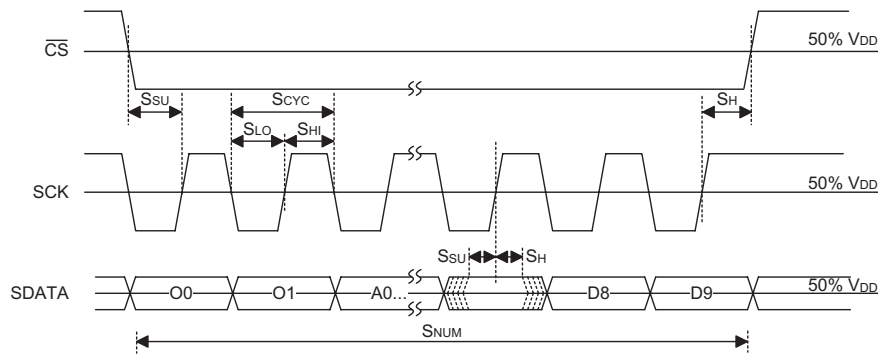 CS
50% VDD
SSU
SCYC
SH
SLO
SHI
SCK
50% VDD
SSU
SH
SDATA
O0
O1
A0...
D8
D9
50% VDD
SNUM